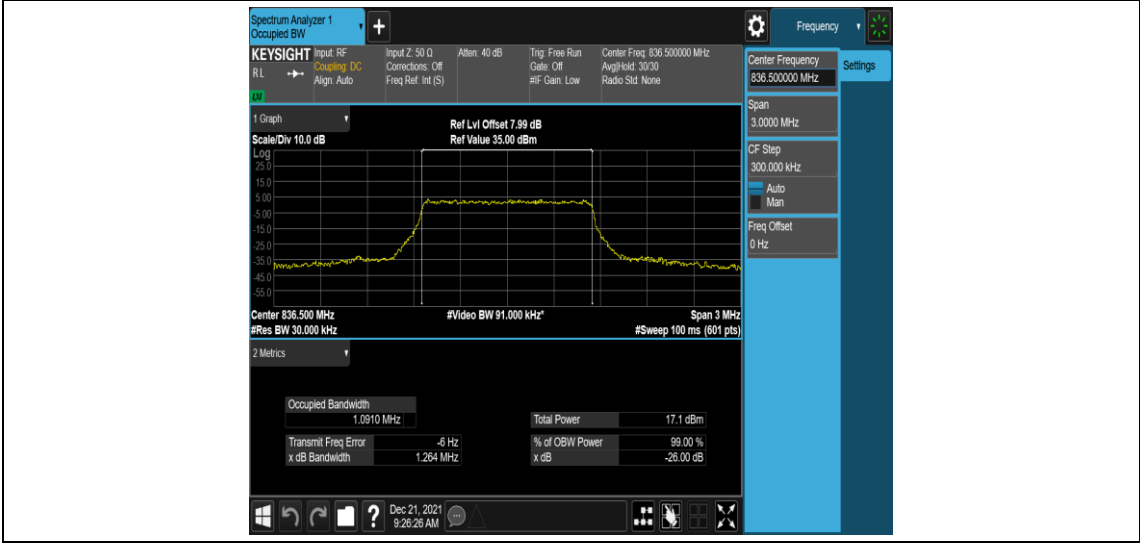 Spectrum Analyzer 1
Occupied BW
+
Frequency
KEYSIGHT Input: RF Input Z: 50 Ω Atten: 40 dB Trig: Free Run Center Freq: 836.500000 MHz
RL Coupling: DC Corrections: Off Gate: Off Avg|Hold: 30/30
Align: Auto Freq Ref: Int (S) #IF Gain: Low Radio Std: None
LXI
Center Frequency
836.500000 MHz
Settings
Span
3.0000 MHz
CF Step
300.000 kHz
Auto
Man
Freq Offset
0 Hz
1 Graph
Ref Lvl Offset 7.99 dB
Scale/Div 10.0 dB Ref Value 35.00 dBm
Log
25.0
15.0
5.00
-5.00
-15.0
-25.0
-35.0
-45.0
-55.0
Center 836.500 MHz #Video BW 91.000 kHz* Span 3 MHz
#Res BW 30.000 kHz #Sweep 100 ms (601 pts)
2 Metrics
Occupied Bandwidth
1.0910 MHz Total Power 17.1 dBm
Transmit Freq Error -6 Hz % of OBW Power 99.00 %
x dB Bandwidth 1.264 MHz x dB -26.00 dB
? Dec 21, 2021
9:26:26 AM